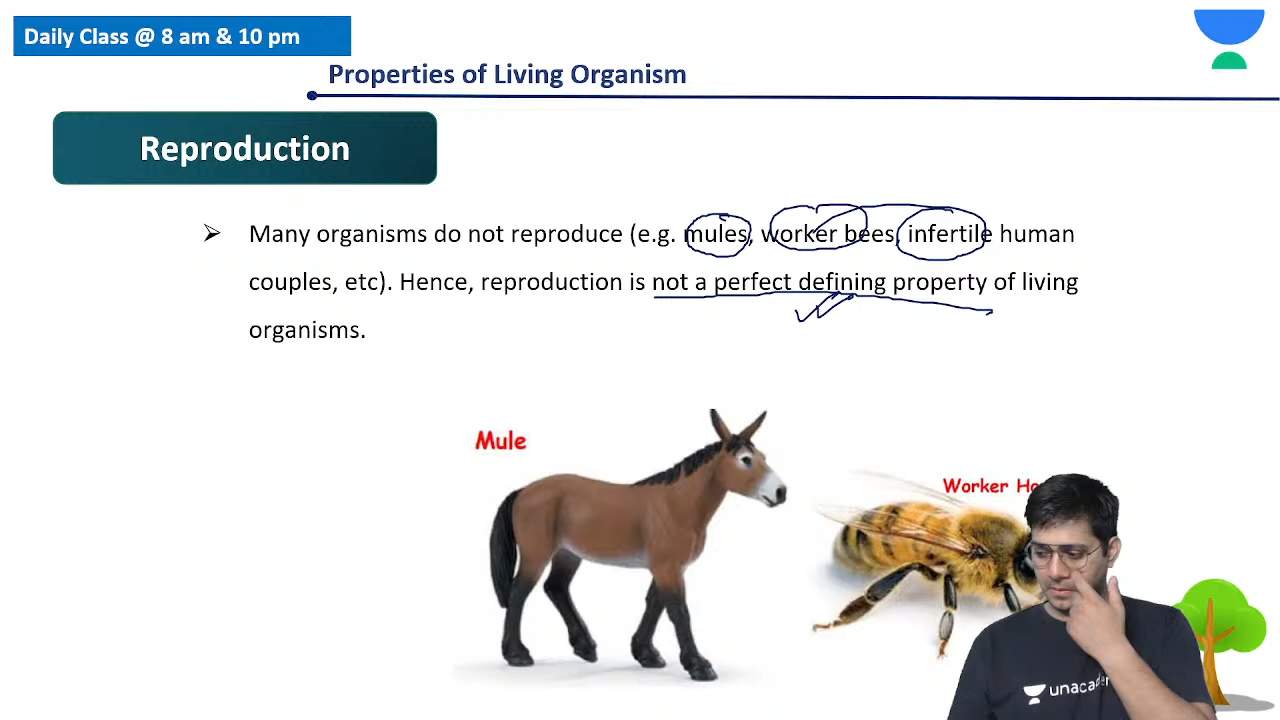 Daily Class @ 8 am & 10 pm
Properties of Living Organism
Reproduction
Many organisms do not reproduce (e.g. mules, worker bees, infertile human
couples, etc). Hence, reproduction is not a perfect defining property of living
organisms.
Mule
Worker